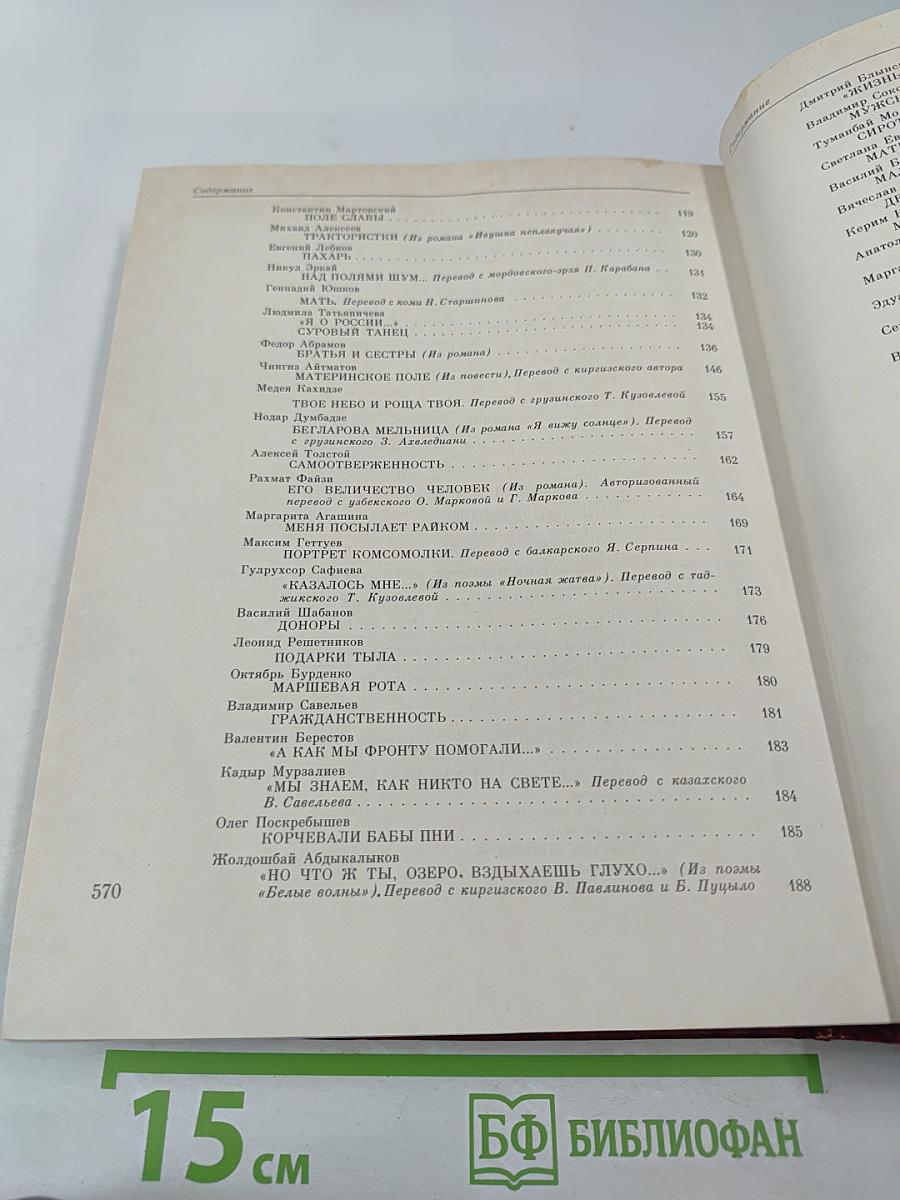 Содержание
Константин Мартовский
ПОЛЕ СЛАВЫ . . . . . . . . . . . . . . . . . . . . 119
Михаил Алексеев
ТРАКТОРИСТКИ (Из романа «Ивушка неплакучая») . . . . . . . 120
Евгений Лебков
ПАХАРЬ . . . . . . . . . . . . . . . . . . . . 130
Никул Эркай
НАД ПОЛЯМИ ШУМ... Перевод с мордовского-эрзя П. Карабана . . 131
Геннадий Юшков
МАТЬ. Перевод с коми Н. Старшинова . . . . . . . . . . . . 132
Людмила Татьяничева
«Я О РОССИИ...» . . . . . . . . . . . . . . . . . . . . 134
СУРОВЫЙ ТАНЕЦ . . . . . . . . . . . . . . . . . . . . 134
Федор Абрамов
БРАТЬЯ И СЕСТРЫ (Из романа) . . . . . . . . . . . . . . 136
Чингиз Айтматов
МАТЕРИНСКОЕ ПОЛЕ (Из повести), Перевод с киргизского автора 146
Медея Кахидзе
ТВОЕ НЕБО И РОЩА ТВОЯ. Перевод с грузинского Т. Кузовлевой 155
Нодар Думбадзе
БЕГЛАРОВА МЕЛЬНИЦА (Из романа «Я вижу солнце»). Перевод
с грузинского З. Ахвледиани . . . . . . . . . . . . . . . . . 157
Алексей Толстой
САМООТВЕРЖЕННОСТЬ . . . . . . . . . . . . . . . . . . 162
Рахмат Файзи
ЕГО ВЕЛИЧЕСТВО ЧЕЛОВЕК (Из романа). Авторизованный
перевод с узбекского О. Марковой и Г. Маркова . . . . . . . . . 164
Маргарита Агашина
МЕНЯ ПОСЫЛАЕТ РАЙКОМ . . . . . . . . . . . . . . . . 169
Максим Геттуев
ПОРТРЕТ КОМСОМОЛКИ. Перевод с балкарского Я. Серпина . . . 171
Гулрухсор Сафиева
«КАЗАЛОСЬ МНЕ...» (Из поэмы «Ночная жатва»). Перевод с тад-
жикского Т. Кузовлевой . . . . . . . . . . . . . . . . . . . 173
Василий Шабанов
ДОНОРЫ . . . . . . . . . . . . . . . . . . . . . . . . 176
Леонид Решетников
ПОДАРКИ ТЫЛА . . . . . . . . . . . . . . . . . . . . . 179
Октябрь Бурденко
МАРШЕВАЯ РОТА . . . . . . . . . . . . . . . . . . . . 180
Владимир Савельев
ГРАЖДАНСТВЕННОСТЬ . . . . . . . . . . . . . . . . . . 181
Валентин Берестов
«А КАК МЫ ФРОНТУ ПОМОГАЛИ...» . . . . . . . . . . . . 183
Кадыр Мурзалиев
«МЫ ЗНАЕМ, КАК НИКТО НА СВЕТЕ...» Перевод с казахского
В. Савельева . . . . . . . . . . . . . . . . . . . . . . . . 184
Олег Поскребышев
КОРЧЕВАЛИ БАБЫ ПНИ . . . . . . . . . . . . . . . . . . 185
Жолдошбай Абдыкалыков
«НО ЧТО Ж ТЫ, ОЗЕРО, ВЗДЫХАЕШЬ ГЛУХО...» (Из поэмы
«Белые волны»). Перевод с киргизского В. Павлинова и Б. Пуцыло 188
570
Содержание
Дмитрий
«ЖИЗНЬ
Владимир
Туманбай
Светлана
Василий
Вячеслав
Керим
15 см
БФ БИБЛИОФАН